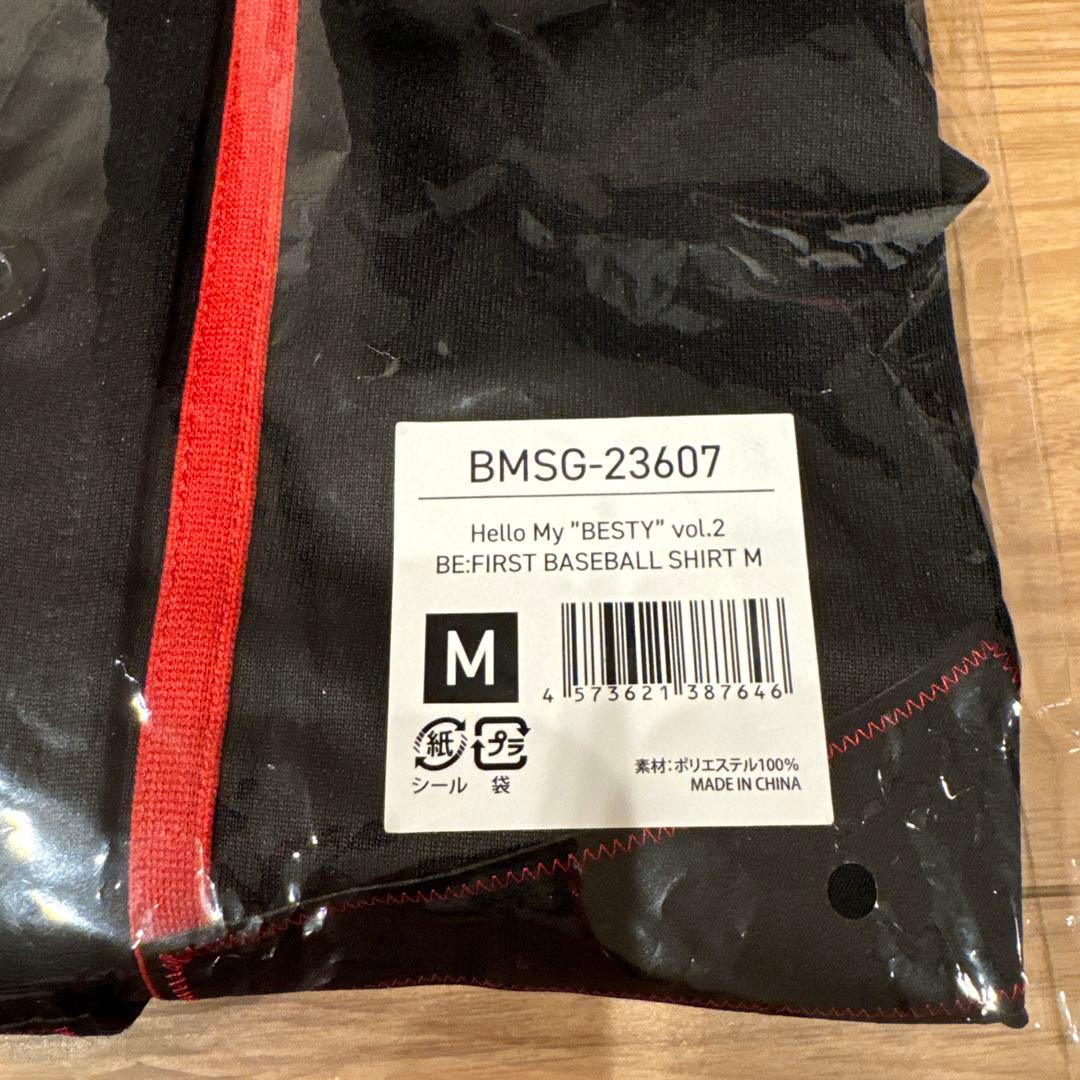 BMSG-23607
Hello My "BESTY" vol.2
BE:FIRST BASEBALL SHIRT M
M
4 573621 387646
紙 プラ
シール 袋
素材:ポリエステル100%
MADE IN CHINA